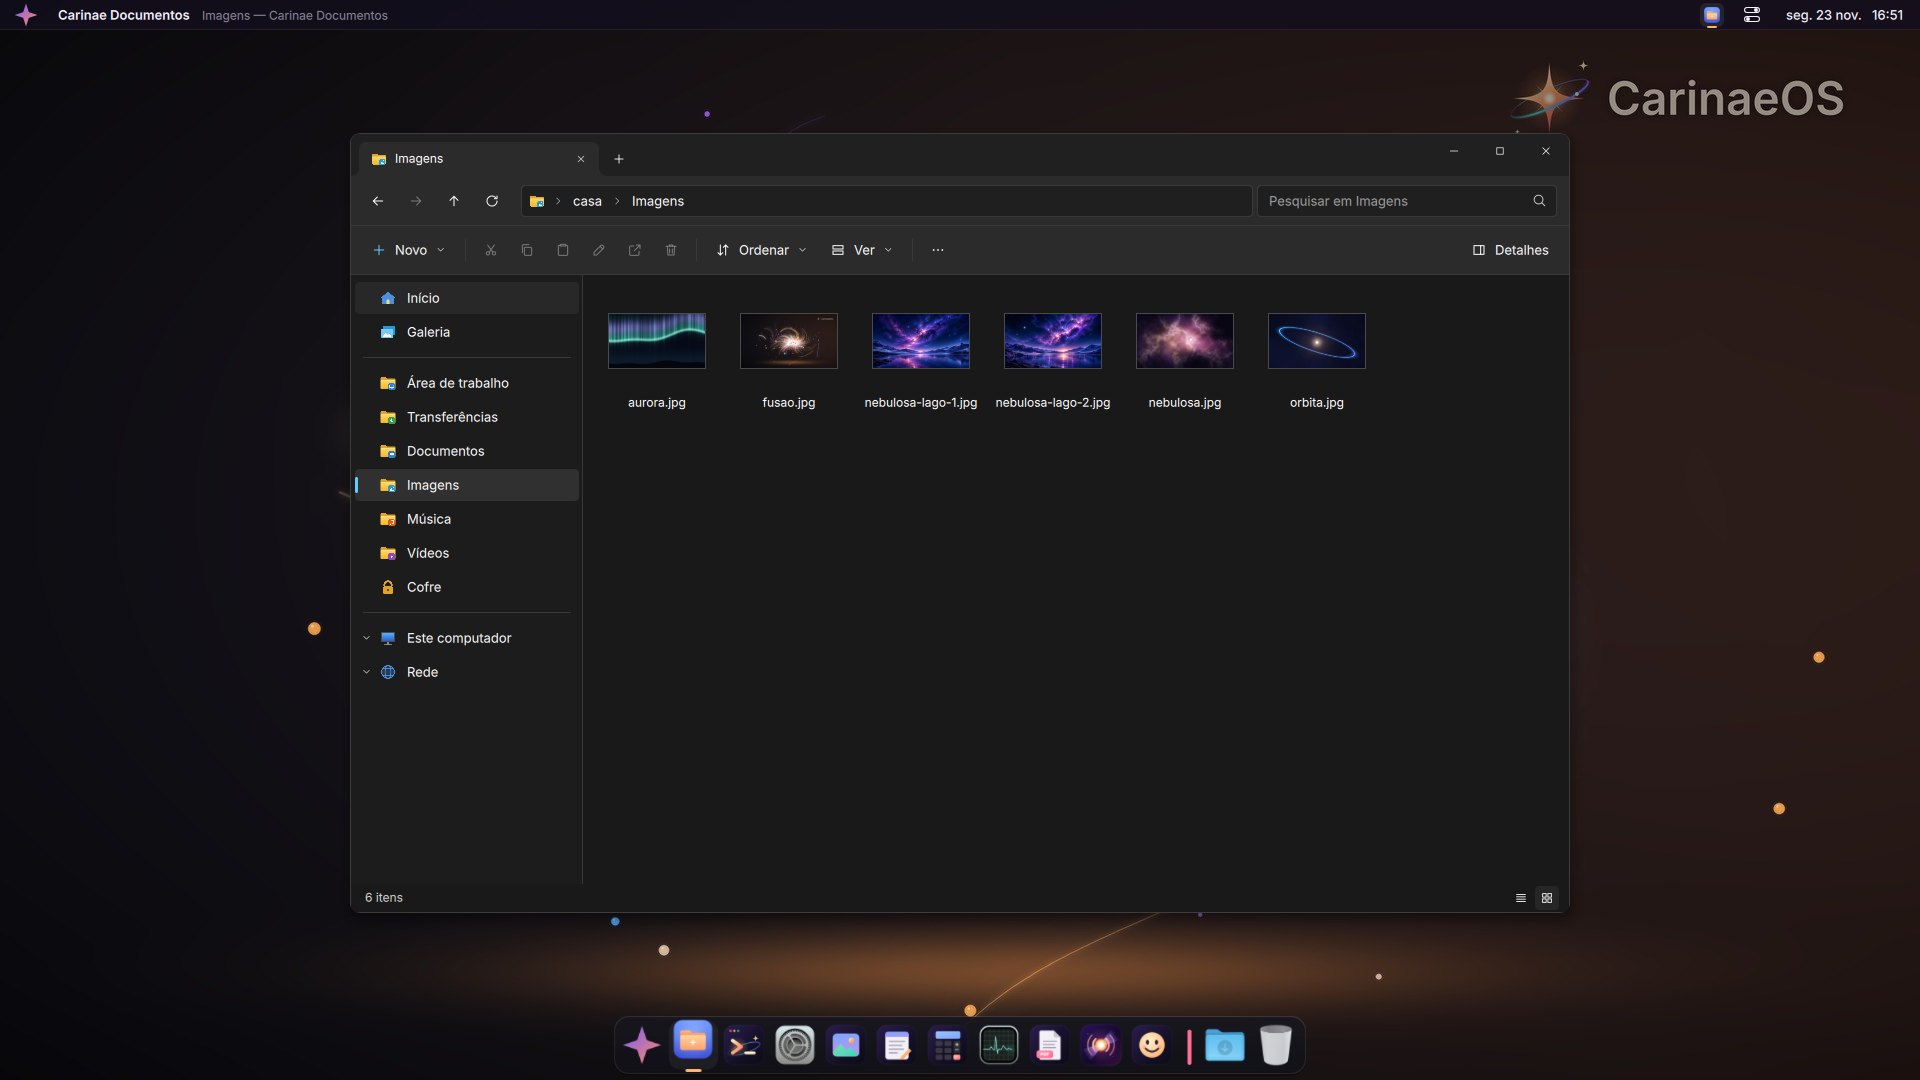 Carinae Documentos Imagens — Carinae Documentos seg. 23 nov. 16:51
CarinaeOS
Imagens
casa Imagens Pesquisar em Imagens
Novo Ordenar Ver Detalhes
Início
Galeria
Área de trabalho
Transferências
Documentos
Imagens
Música
Vídeos
Cofre
Este computador
Rede
aurora.jpg fusao.jpg nebulosa-lago-1.jpg nebulosa-lago-2.jpg nebulosa.jpg orbita.jpg
6 itens